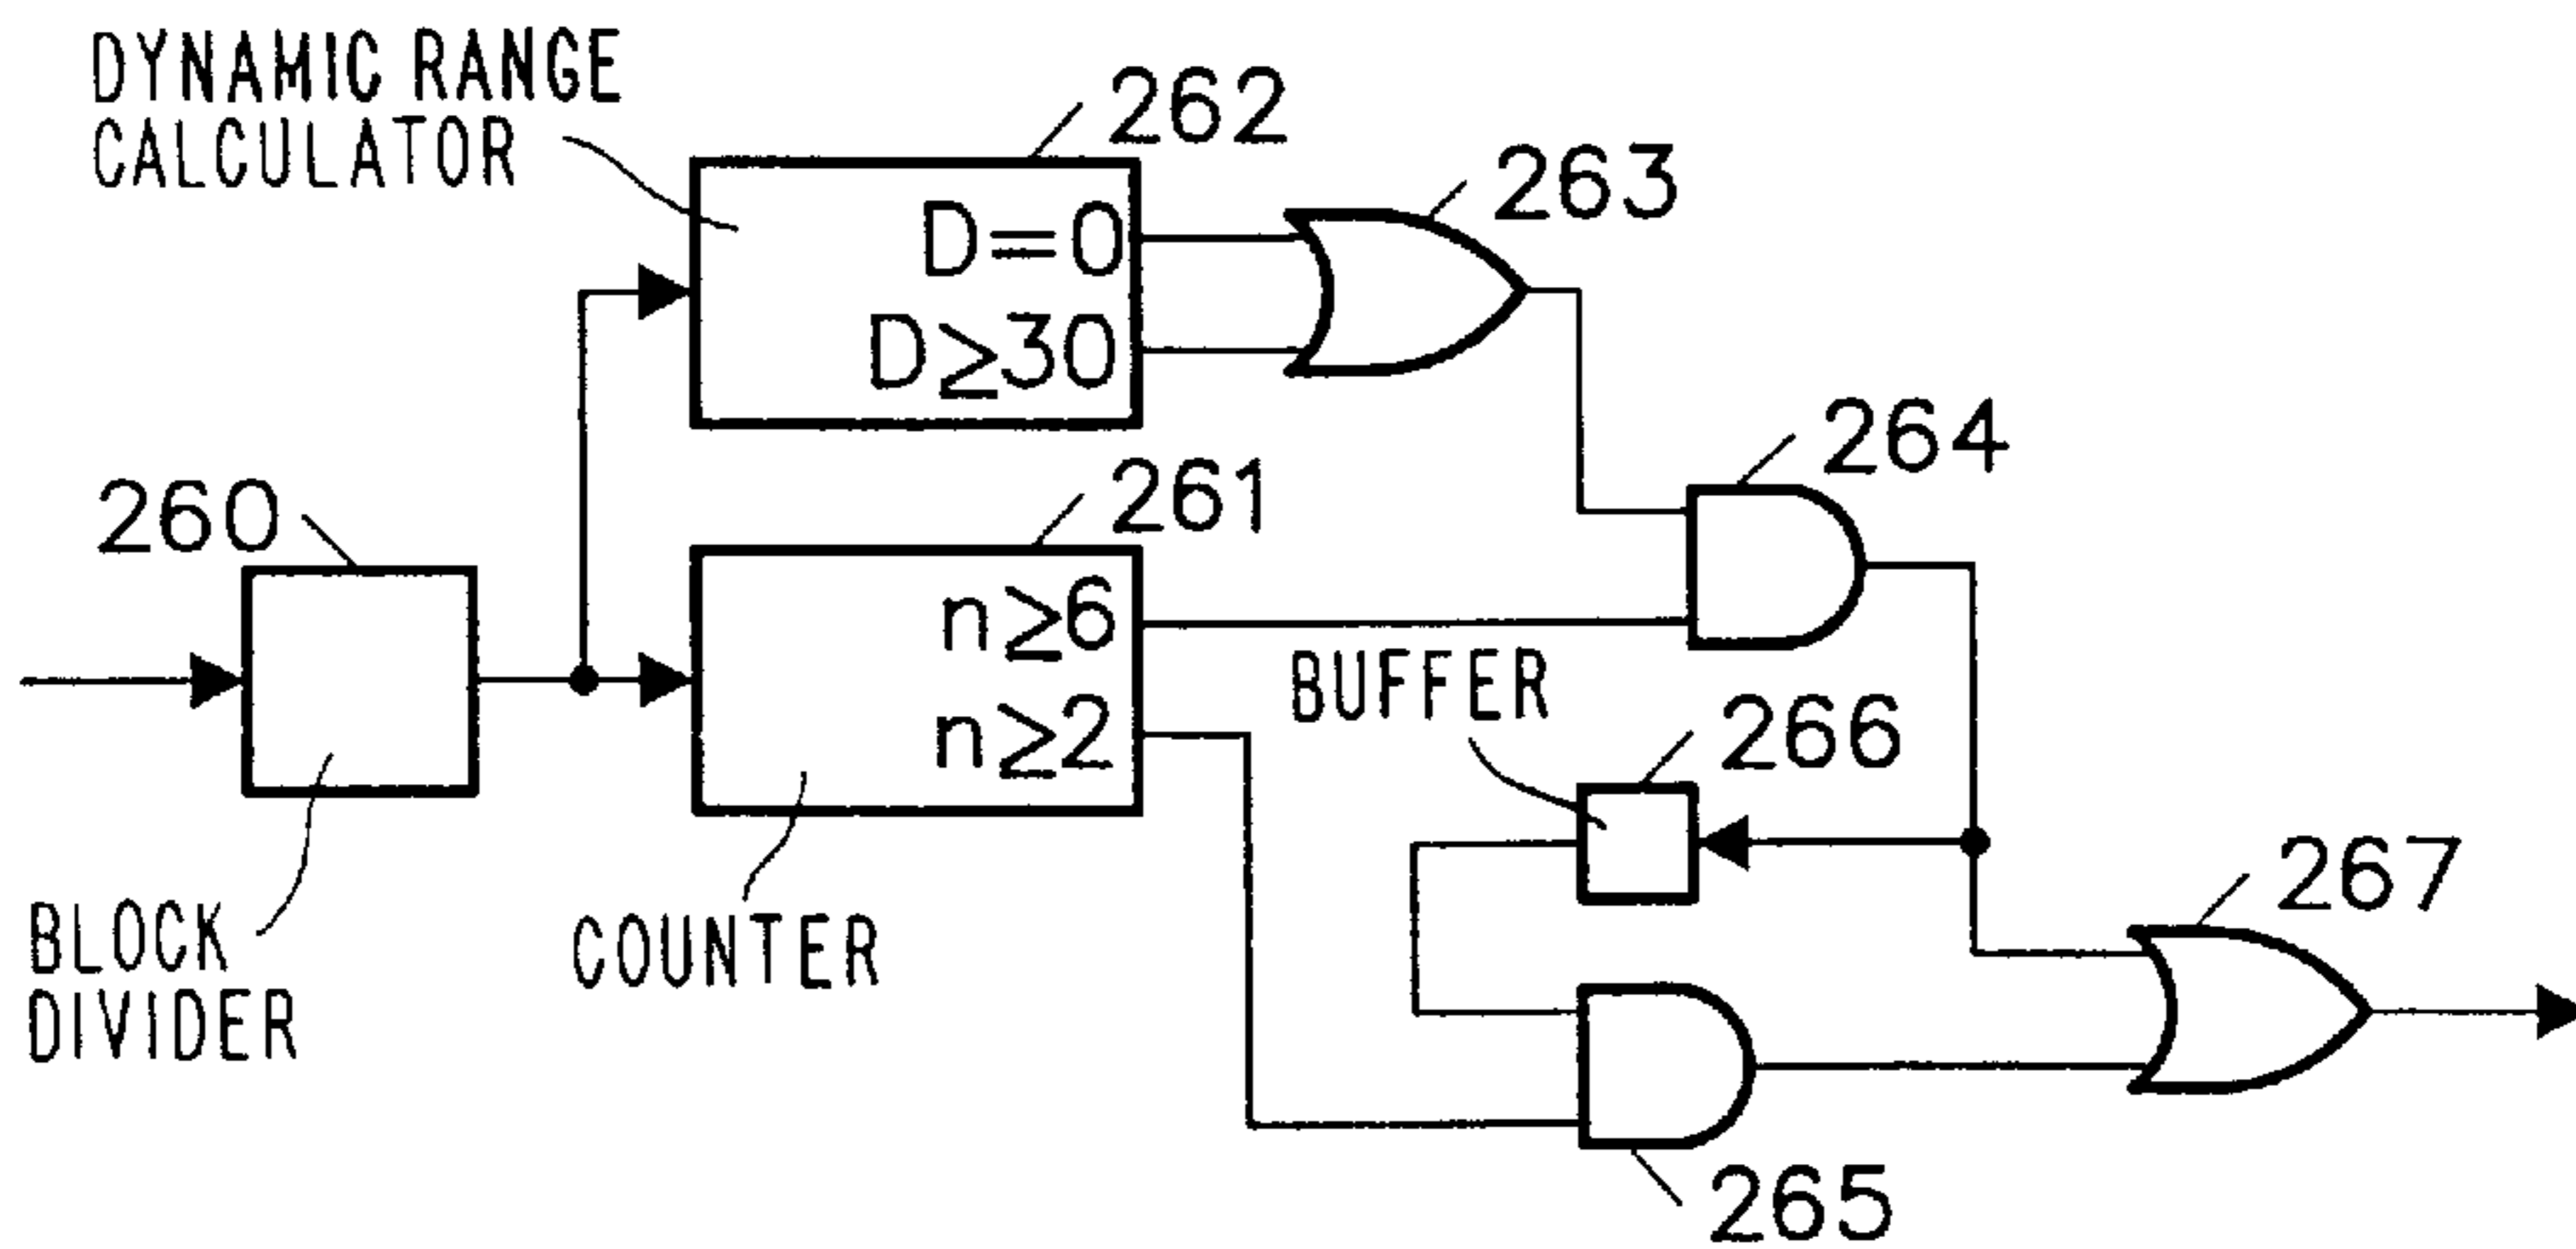 DYNAMIC RANGE
CALCULATOR
262
263
D=0
D≥30
264
260
261
n≥6
n≥2
BUFFER
266
267
BLOCK
DIVIDER
COUNTER
265